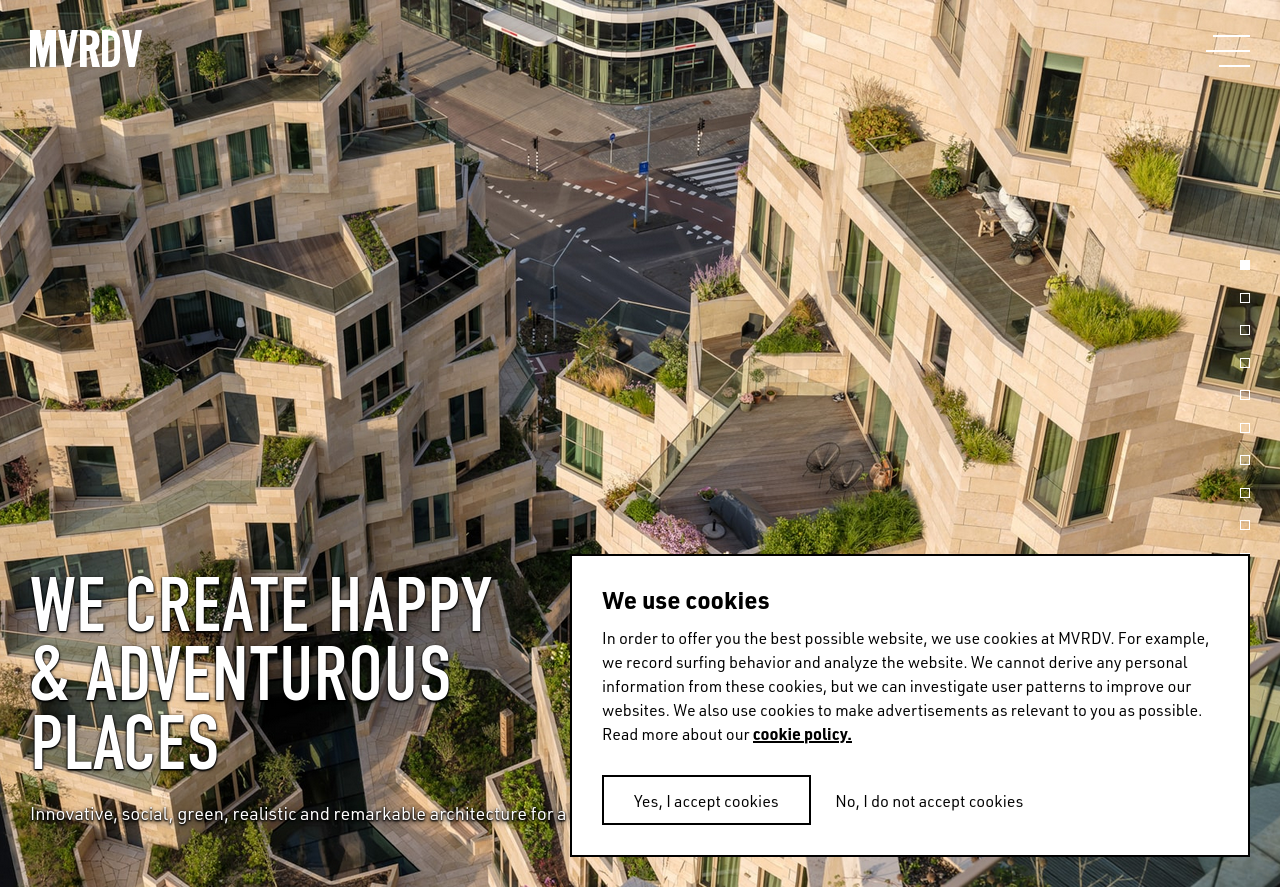 MVRDV
WE CREATE HAPPY
& ADVENTUROUS
PLACES
Innovative, social, green, realistic and remarkable architecture for a
We use cookies
In order to offer you the best possible website, we use cookies at MVRDV. For example,
we record surfing behavior and analyze the website. We cannot derive any personal
information from these cookies, but we can investigate user patterns to improve our
websites. We also use cookies to make advertisements as relevant to you as possible.
Read more about our cookie policy.
Yes, I accept cookies
No, I do not accept cookies